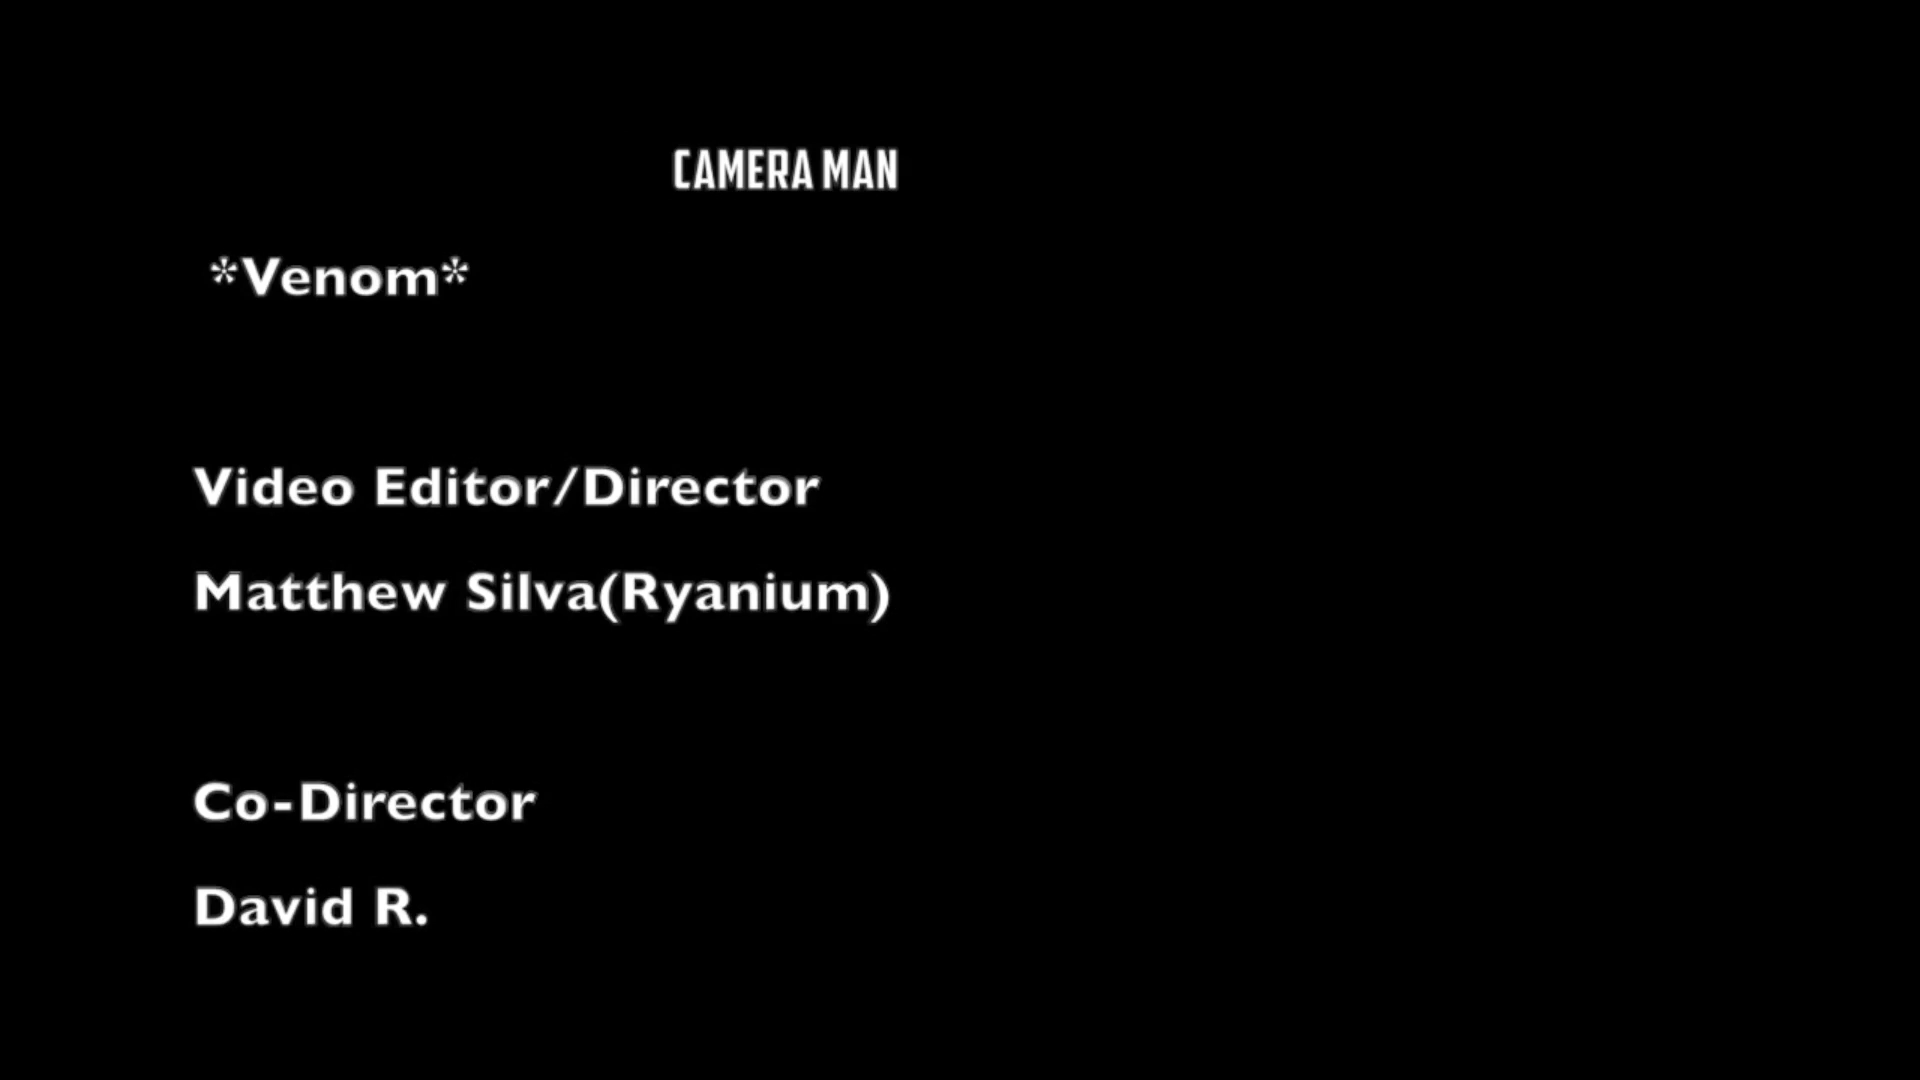 CAMERA MAN
*Venom*
Video Editor/Director
Matthew Silva(Ryanium)
Co-Director
David R.